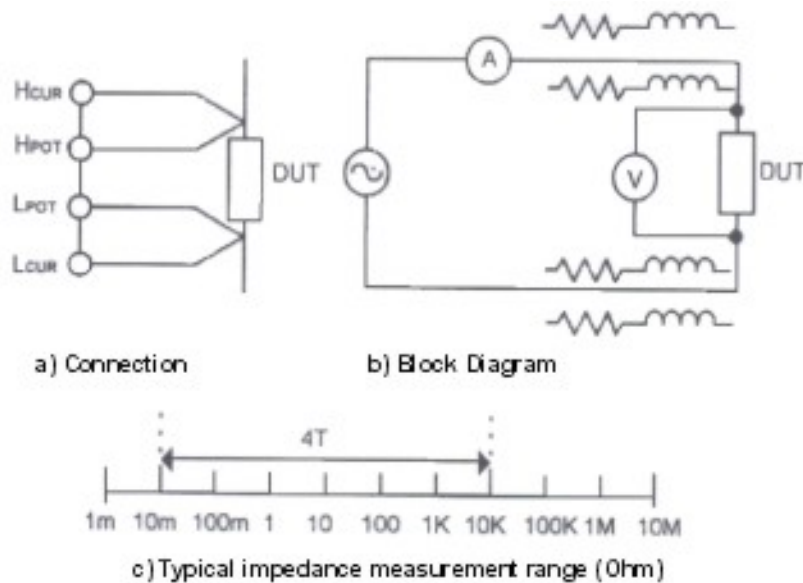 HCUR
HPOT
LPOT
LCUR
DUT
A
V
DUT
a) Connection
b) Block Diagram
4T
1m 10m 100m 1 10 100 1K 10K 100K 1M 10M
c) Typical impedance measurement range (Ohm)